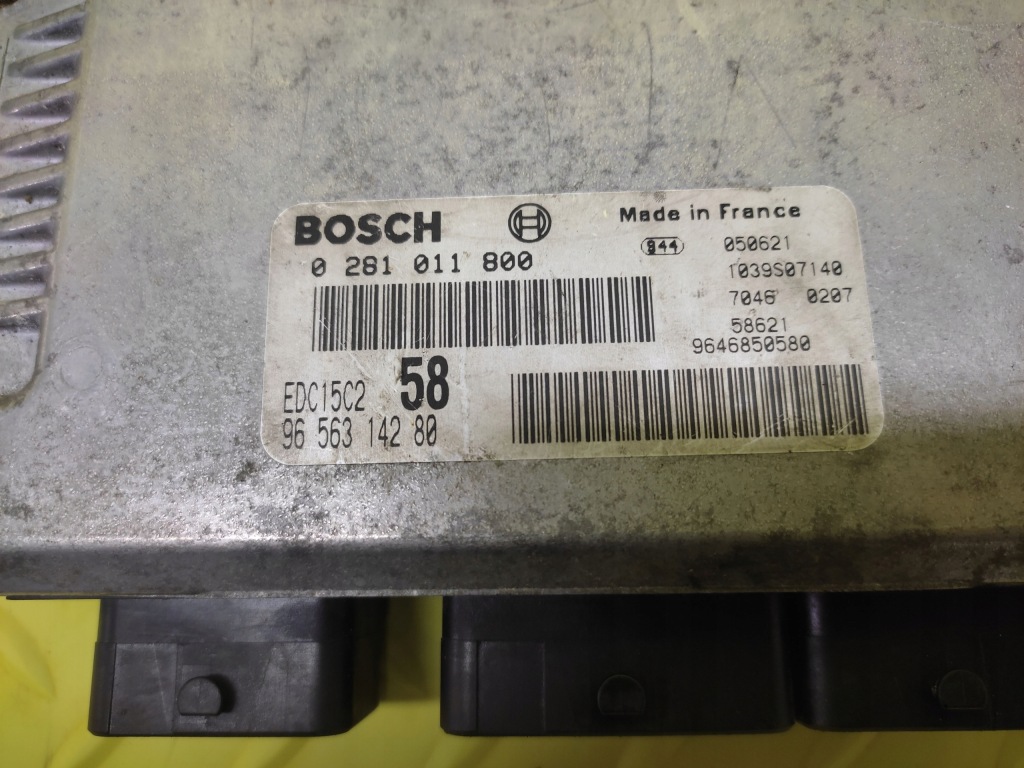 BOSCH
Made in France
0 281 011 800
944 050621
1039S07140
7046 0207
58621
9646850580
EDC15C2 58
96 563 142 80